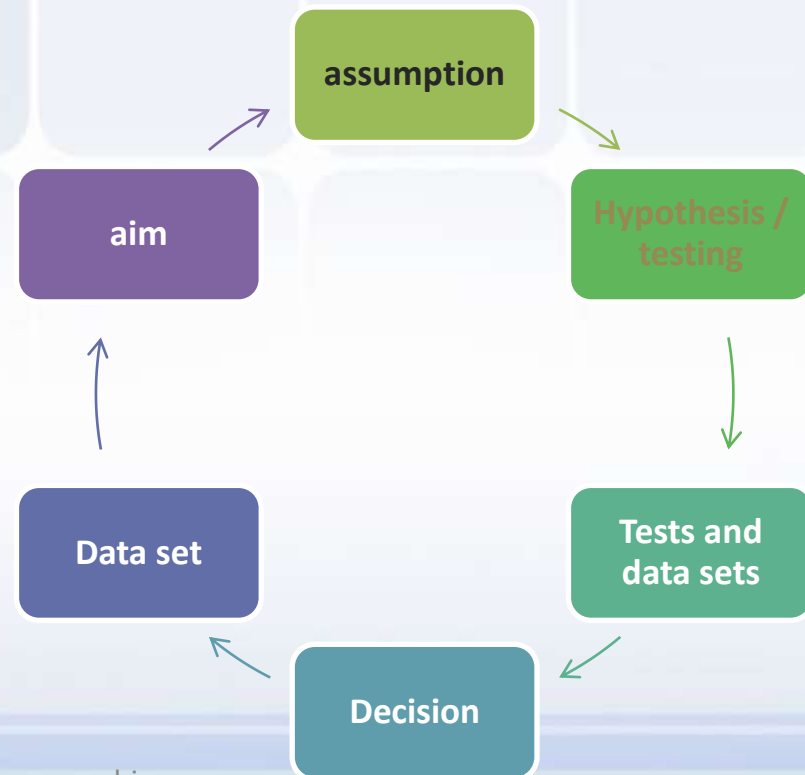 assumption
Hypothesis /
testing
Tests and
data sets
Decision
Data set
aim